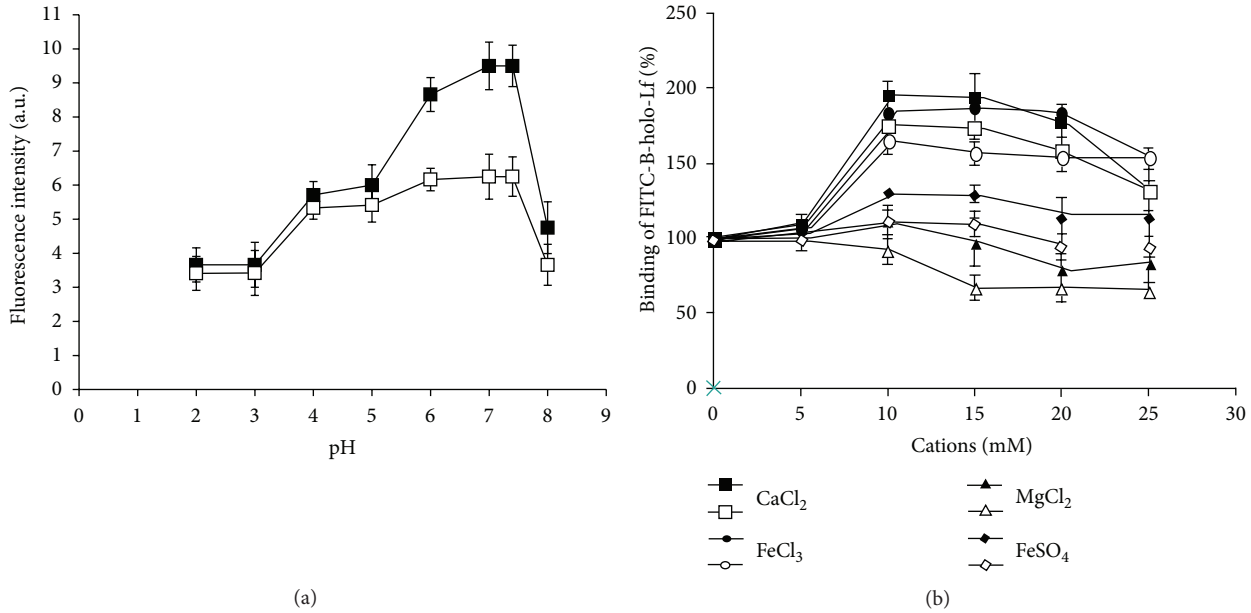 11
10
9
8
7
6
5
4
3
2
1
0
Fluorescence intensity (a.u.)
0 1 2 3 4 5 6 7 8 9
pH
(a)
250
200
150
100
50
0
Binding of FITC-B-holo-Lf (%)
0 5 10 15 20 25 30
Cations (mM)
CaCl2
FeCl3
MgCl2
FeSO4
(b)